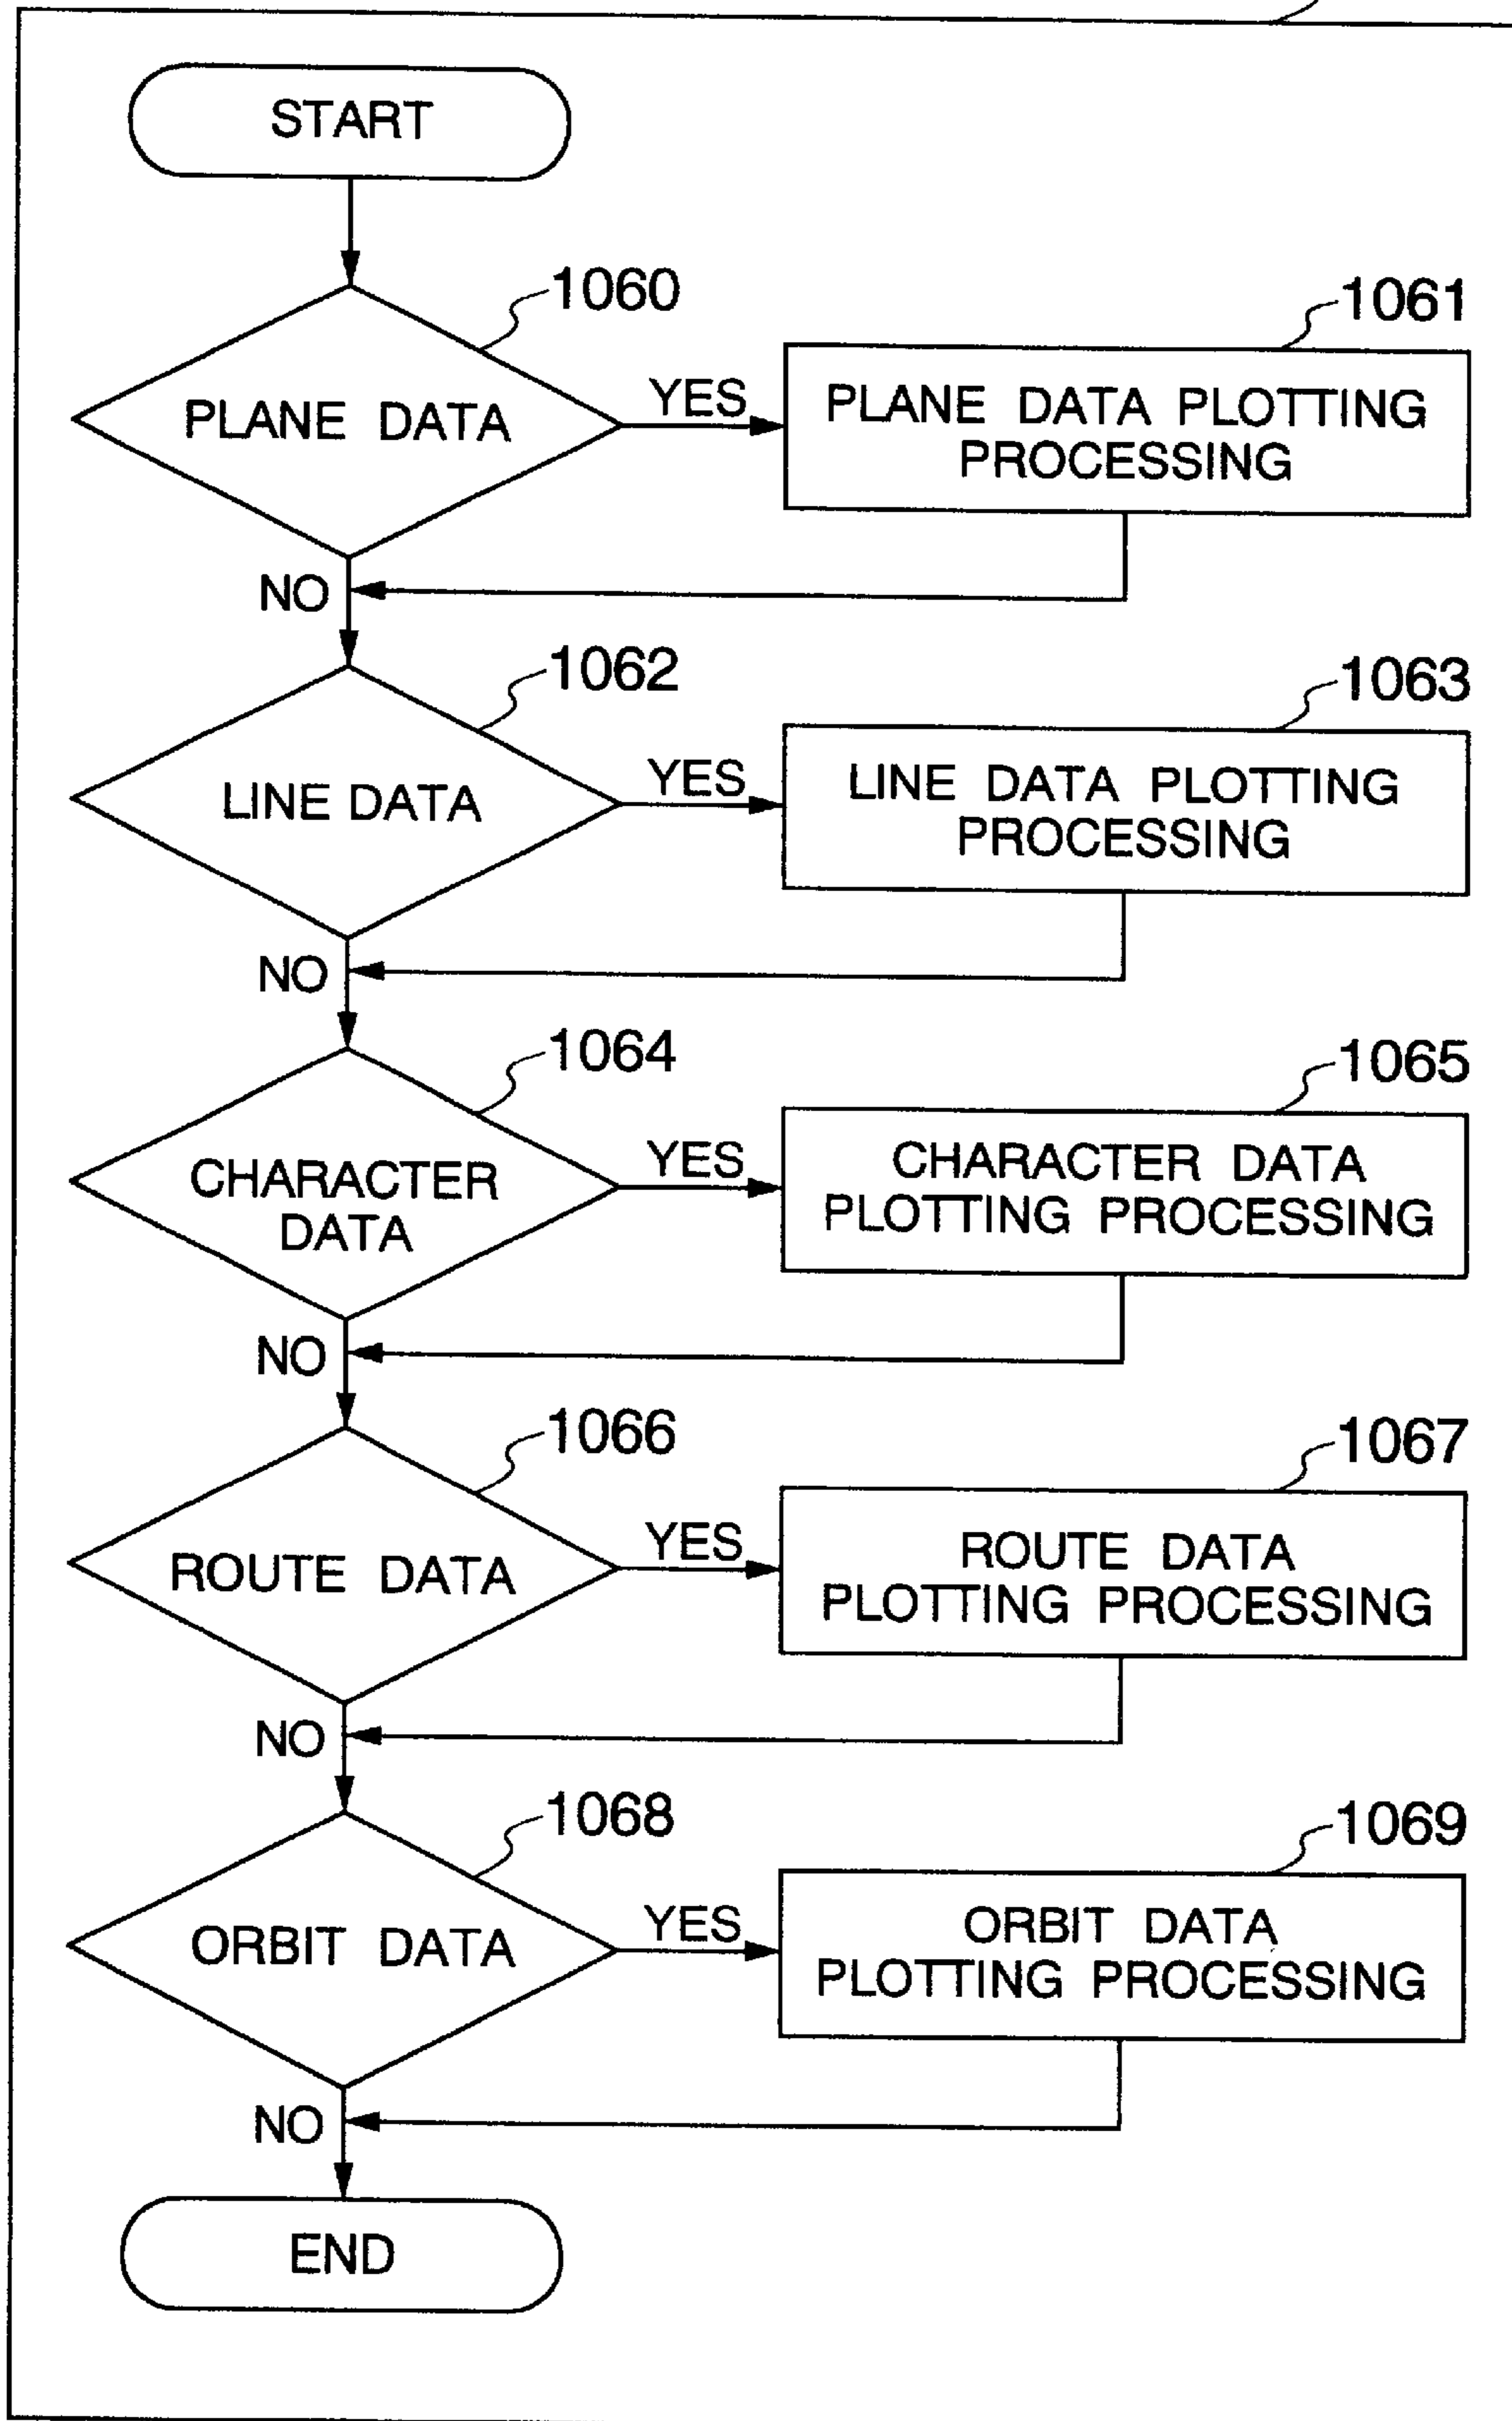 START
1060
1061
PLANE DATA
YES
PLANE DATA PLOTTING
PROCESSING
NO
1062
1063
LINE DATA
YES
LINE DATA PLOTTING
PROCESSING
NO
1064
1065
CHARACTER
DATA
YES
CHARACTER DATA
PLOTTING PROCESSING
NO
1066
1067
ROUTE DATA
YES
ROUTE DATA
PLOTTING PROCESSING
NO
1068
1069
ORBIT DATA
YES
ORBIT DATA
PLOTTING PROCESSING
NO
END